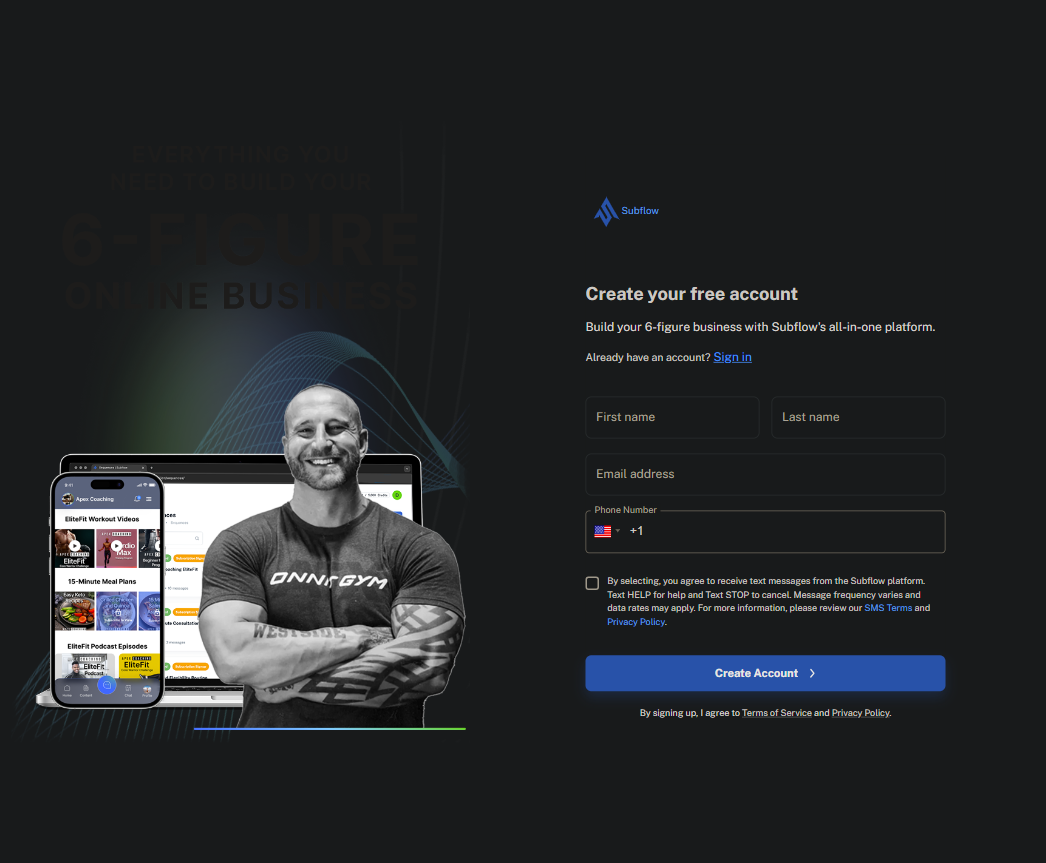 EVERYTHING YOU
NEED TO BUILD YOUR
6-FIGURE
ONLINE BUSINESS
Subflow
Create your free account
Build your 6-figure business with Subflow's all-in-one platform.
Already have an account? Sign in
First name
Last name
Email address
Phone Number
+1
By selecting, you agree to receive text messages from the Subflow platform.
Text HELP for help and Text STOP to cancel. Message frequency varies and
data rates may apply. For more information, please review our SMS Terms and
Privacy Policy.
Create Account
By signing up, I agree to Terms of Service and Privacy Policy.
Apex Coaching
EliteFit Workout Videos
EliteFit
Max
15-Minute Meal Plans
Easy Keto
Recipes
EliteFit Podcast Episodes
EliteFit
Podcast
EliteFit
Home
Content
Chat
Profile
ONNIT GYM
WESTSIDE